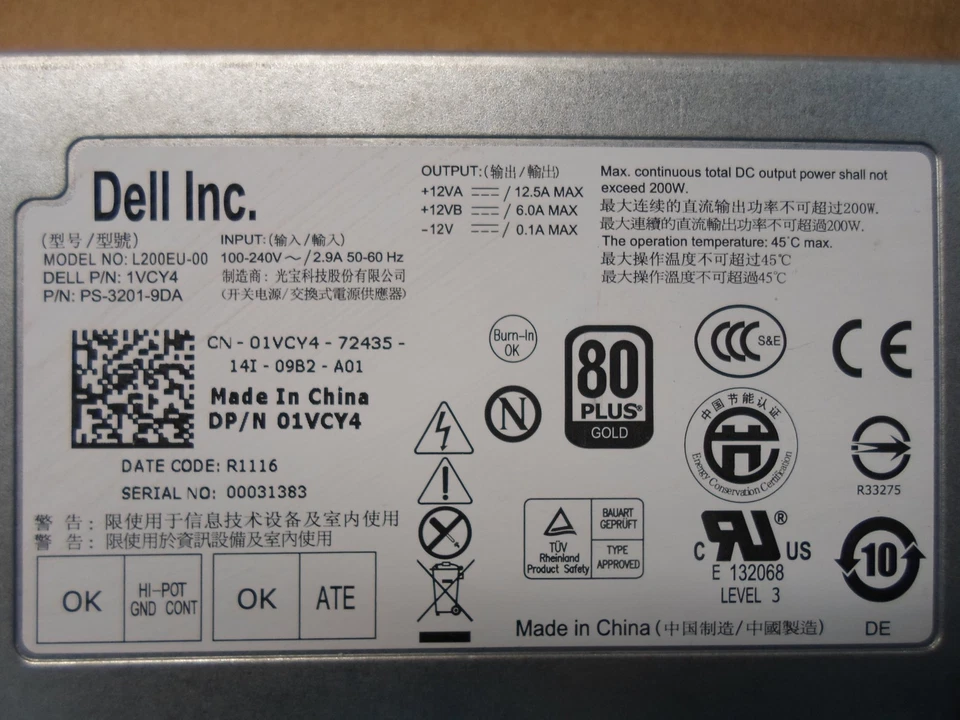 Dell Inc.
(型号/型號)
MODEL NO: L200EU-00
DELL P/N: 1VCY4
P/N: PS-3201-9DA
INPUT:(输入/輸入)
100-240V～/ 2.9A 50-60 Hz
制造商: 光宝科技股份有限公司
(开关电源/交換式電源供應器)
OUTPUT:(输出/輸出)
+12VA ⎓ / 12.5A MAX
+12VB ⎓ / 6.0A MAX
-12V ⎓ / 0.1A MAX
Max. continuous total DC output power shall not
exceed 200W.
最大连续的直流输出功率不可超过200W.
最大連續的直流輸出功率不可超過200W.
The operation temperature: 45℃ max.
最大操作温度不可超过45℃
最大操作溫度不可超過45℃
CN - 01VCY4 - 72435 -
14I - 09B2 - A01
Made in China
DP/N 01VCY4
DATE CODE: R1116
SERIAL NO: 00031383
警 告: 限使用于信息技术设备及室内使用
警 告: 限使用於資訊設備及室內使用
OK
HI-POT
GND CONT
OK
ATE
Burn-In
OK
N
80
PLUS®
GOLD
CCC S&E
CE
中国节能认证
Energy Conservation Certification
R33275
TÜV
Rheinland
Product Safety
BAUART
GEPRÜFT
TYPE
APPROVED
C RU® US
E 132068
LEVEL 3
10
Made in China (中国制造/中國製造)
DE